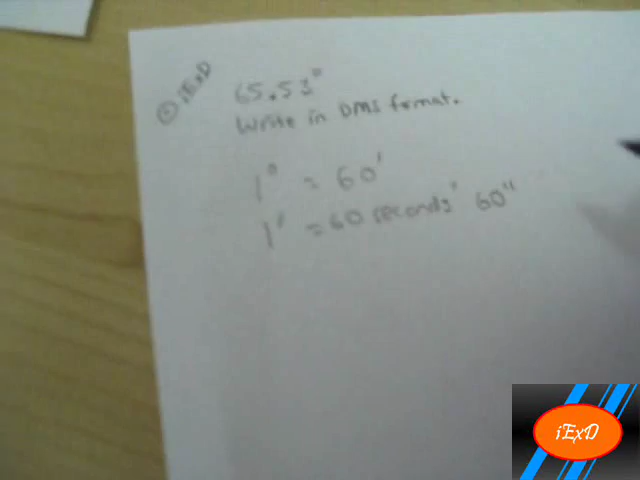 © iExD
65.53°
Write in DMS format.
1° = 60'
1' = 60 seconds' 60"
iExD